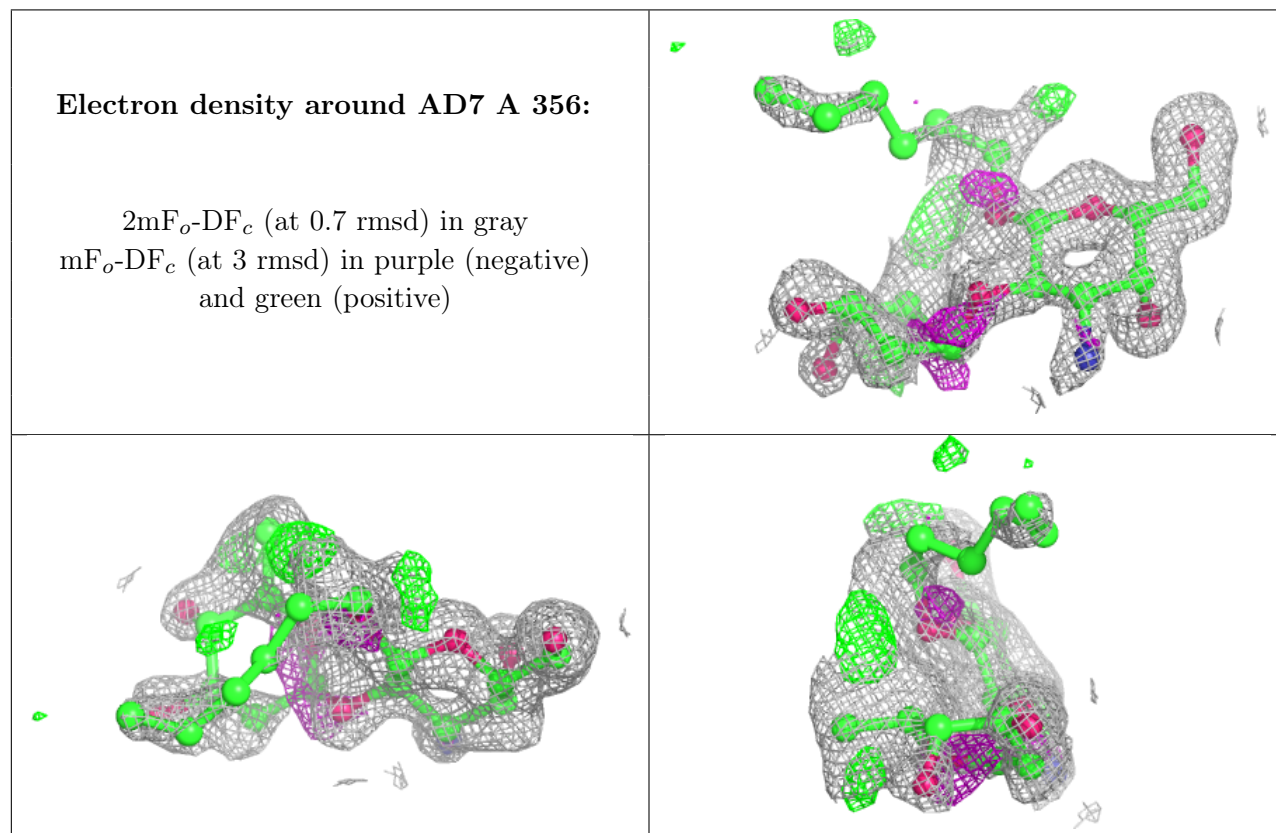 Electron density around AD7 A 356:
2mFo-DFc (at 0.7 rmsd) in gray
mFo-DFc (at 3 rmsd) in purple (negative)
and green (positive)